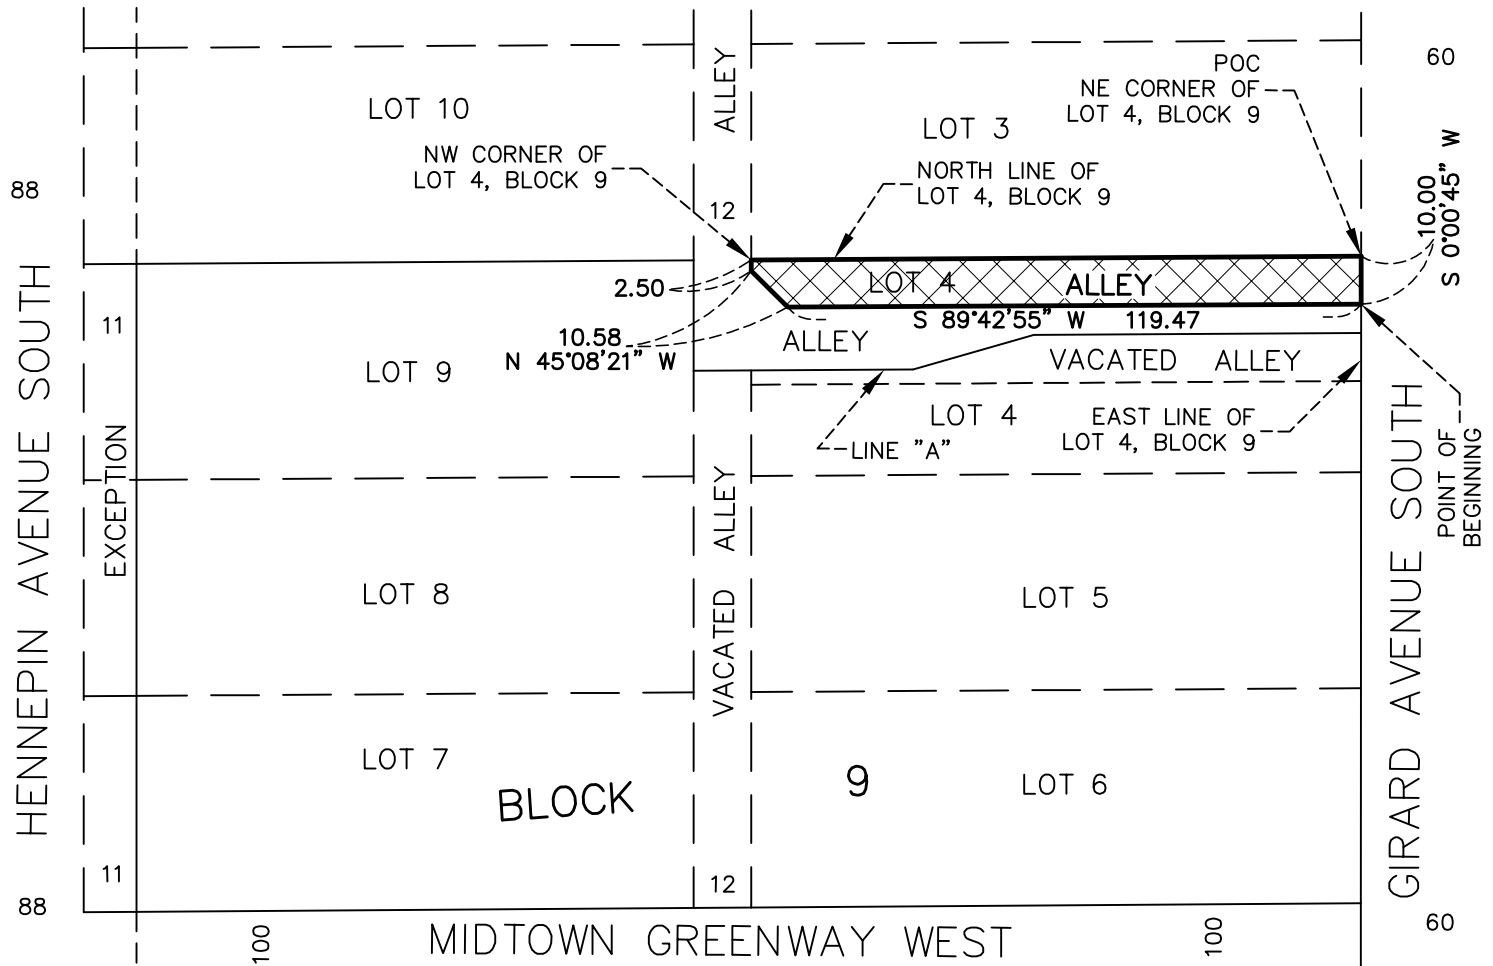 60
POC
NE CORNER OF
LOT 4, BLOCK 9
ALLEY
LOT 10
LOT 3
NW CORNER OF
LOT 4, BLOCK 9
NORTH LINE OF
LOT 4, BLOCK 9
10.00
S 0°00'45" W
88
12
2.50
LOT 4
ALLEY
11
S 89°42'55" W 119.47
10.58
N 45°08'21" W
ALLEY
VACATED ALLEY
LOT 9
LOT 4
EAST LINE OF
LOT 4, BLOCK 9
LINE "A"
POINT OF
BEGINNING
EXCEPTION
HENNEPIN AVENUE SOUTH
GIRARD AVENUE SOUTH
VACATED ALLEY
LOT 8
LOT 5
LOT 7
BLOCK
9
LOT 6
11
12
88
60
100
MIDTOWN GREENWAY WEST
100